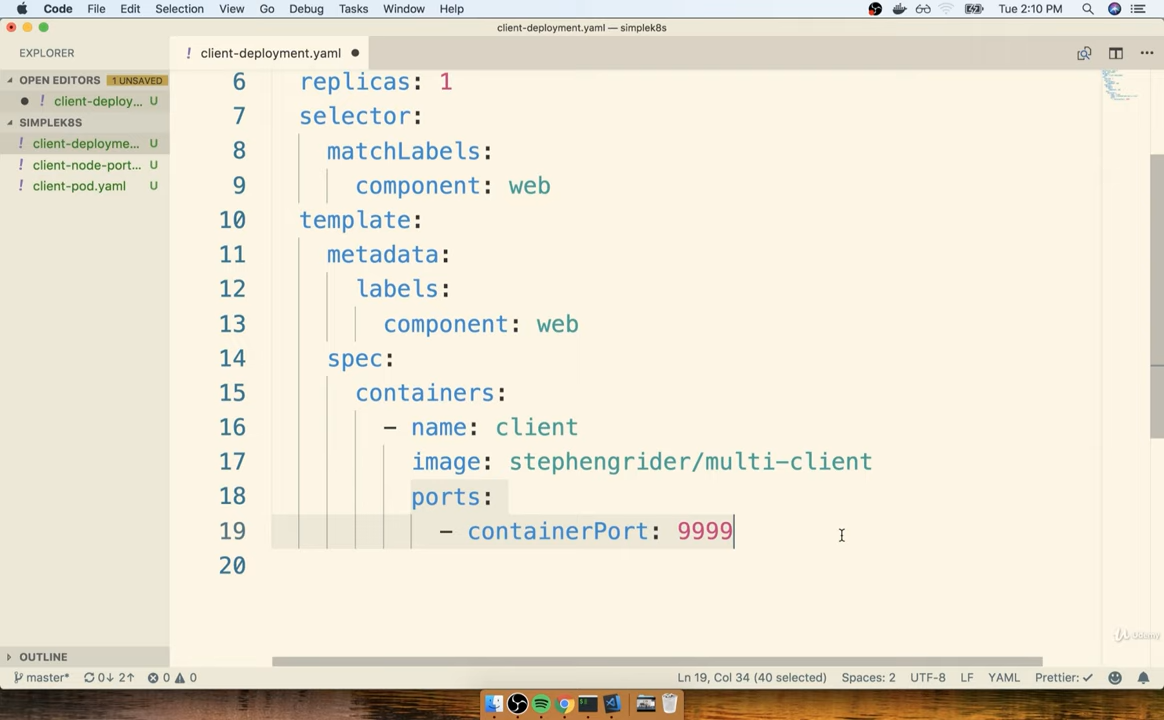 Code File Edit Selection View Go Debug Tasks Window Help Tue 2:10 PM
client-deployment.yaml — simplek8s
EXPLORER
! client-deployment.yaml
OPEN EDITORS 1 UNSAVED
! client-deploy... U
SIMPLEK8S
! client-deployme... U
! client-node-port... U
! client-pod.yaml U
6 replicas: 1
7 selector:
8 matchLabels:
9 component: web
10 template:
11 metadata:
12 labels:
13 component: web
14 spec:
15 containers:
16 - name: client
17 image: stephengrider/multi-client
18 ports:
19 - containerPort: 9999
20
Udemy
OUTLINE
master* 0↓ 2↑ 0 0 Ln 19, Col 34 (40 selected) Spaces: 2 UTF-8 LF YAML Prettier: ✓